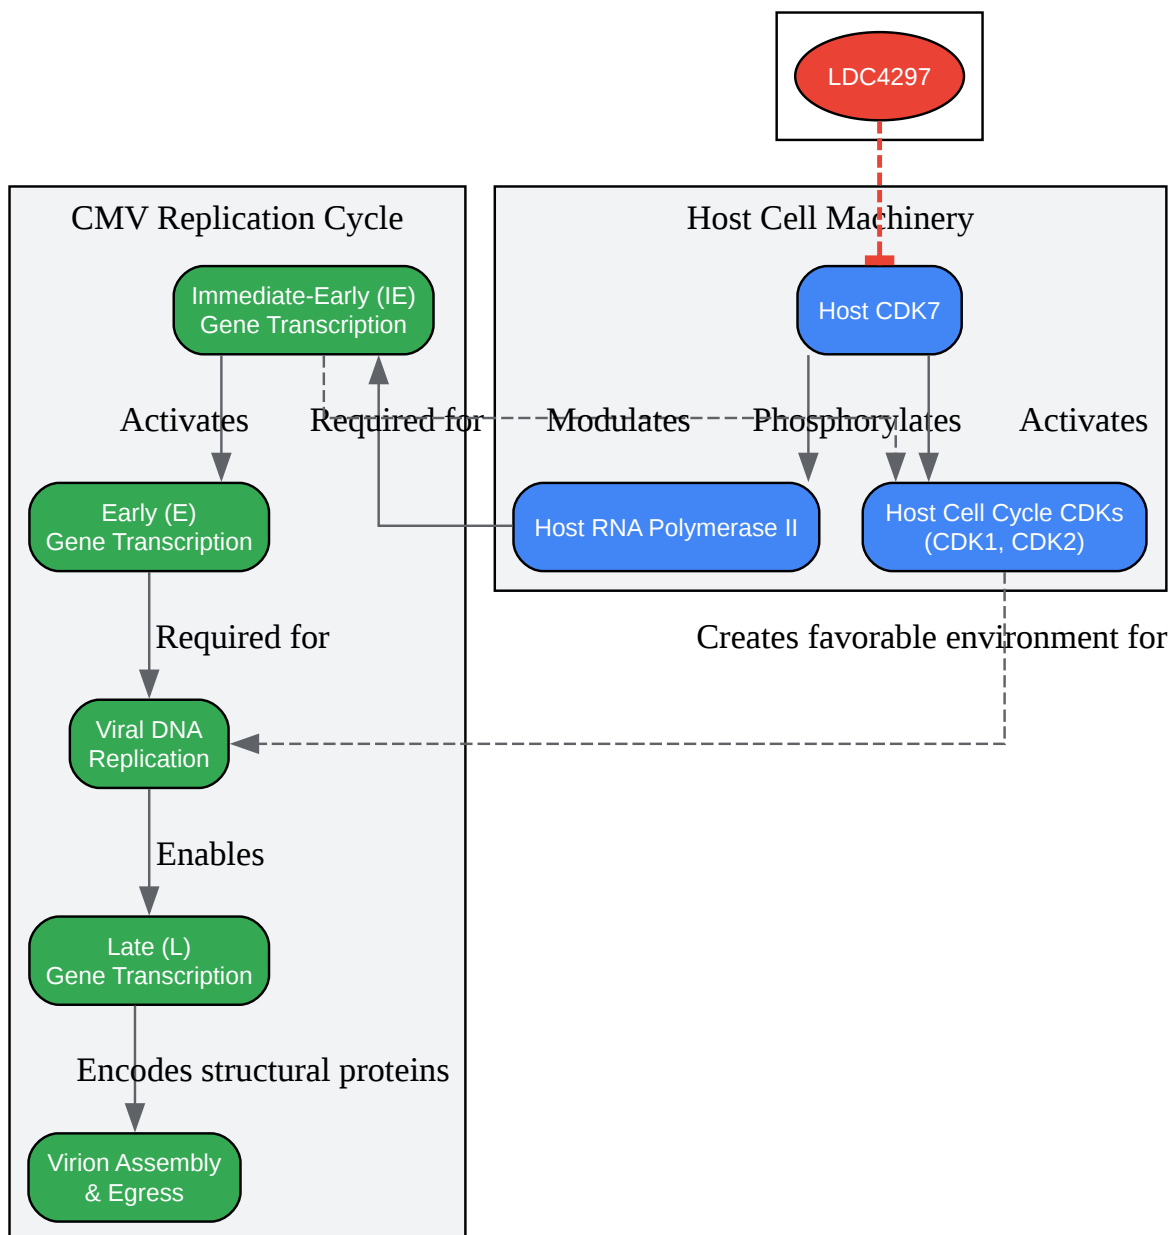 LDC4297
CMV Replication Cycle
Host Cell Machinery
Immediate-Early (IE)
Gene Transcription
Host CDK7
Activates
Required for
Modulates
Phosphorylates
Activates
Early (E)
Gene Transcription
Host RNA Polymerase II
Host Cell Cycle CDKs
(CDK1, CDK2)
Required for
Creates favorable environment for
Viral DNA
Replication
Enables
Late (L)
Gene Transcription
Encodes structural proteins
Virion Assembly
& Egress